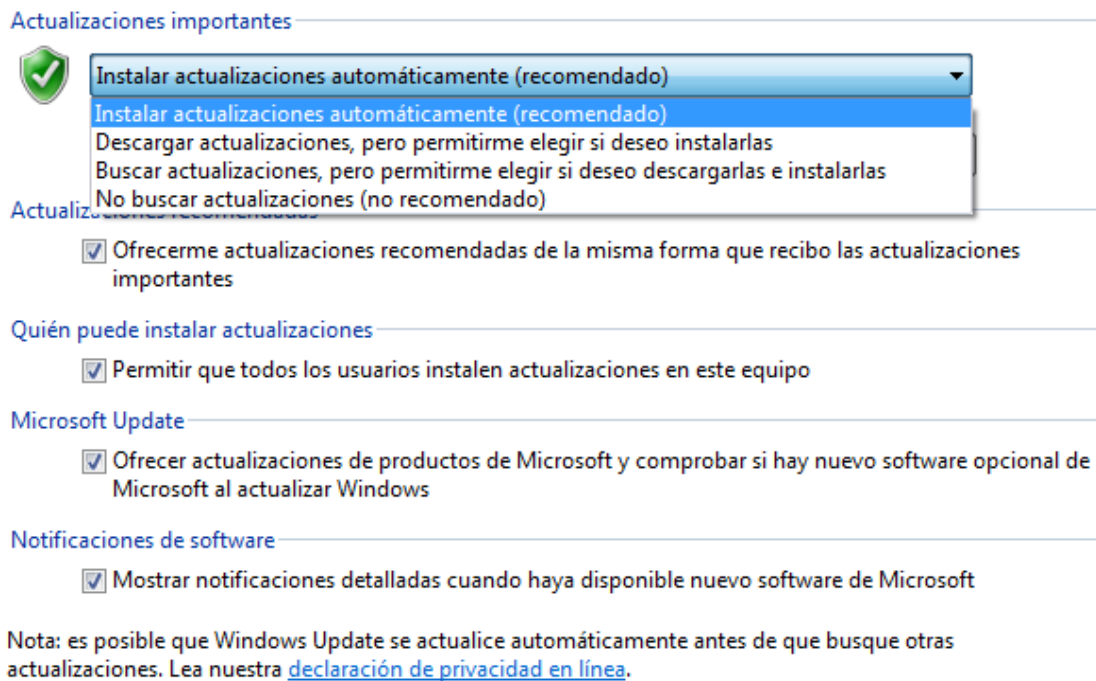 Actualizaciones importantes
Instalar actualizaciones automáticamente (recomendado)
Instalar actualizaciones automáticamente (recomendado)
Descargar actualizaciones, pero permitirme elegir si deseo instalarlas
Buscar actualizaciones, pero permitirme elegir si deseo descargarlas e instalarlas
No buscar actualizaciones (no recomendado)
Actualizaciones recomendadas
Ofrecerme actualizaciones recomendadas de la misma forma que recibo las actualizaciones
importantes
Quién puede instalar actualizaciones
Permitir que todos los usuarios instalen actualizaciones en este equipo
Microsoft Update
Ofrecer actualizaciones de productos de Microsoft y comprobar si hay nuevo software opcional de
Microsoft al actualizar Windows
Notificaciones de software
Mostrar notificaciones detalladas cuando haya disponible nuevo software de Microsoft
Nota: es posible que Windows Update se actualice automáticamente antes de que busque otras
actualizaciones. Lea nuestra declaración de privacidad en línea.